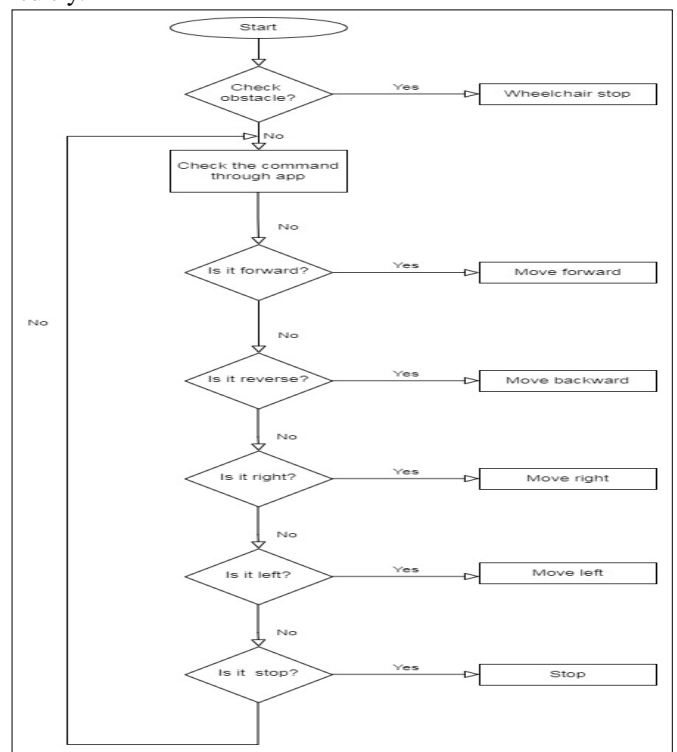 Start
Check
obstacle?
Yes
Wheelchair stop
No
Check the command
through app
No
Is it forward?
Yes
Move forward
No
No
Is it reverse?
Yes
Move backward
No
Is it right?
Yes
Move right
No
Is it left?
Yes
Move left
No
Is it stop?
Yes
Stop